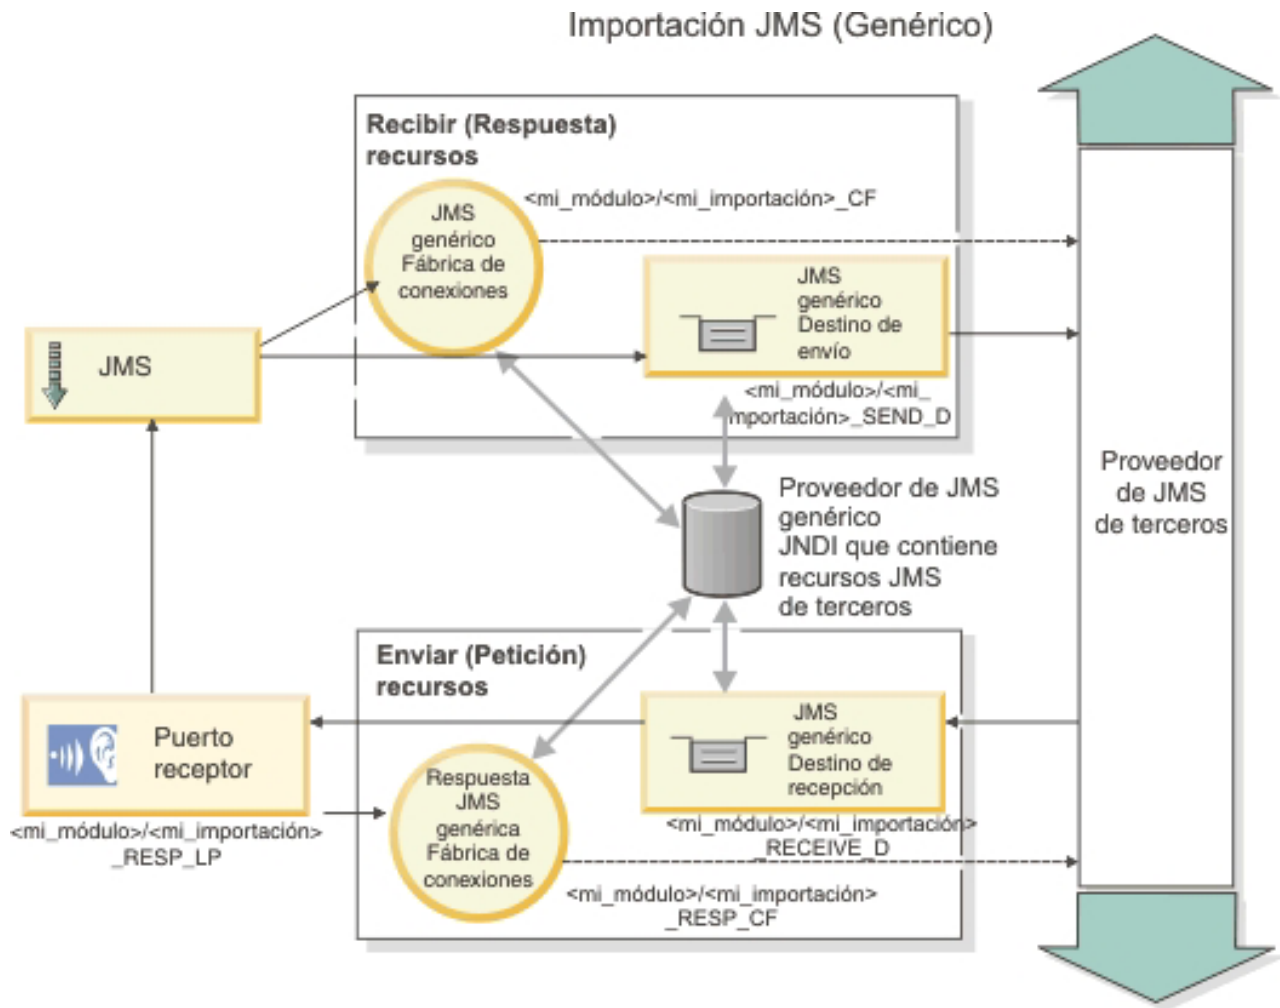 Importación JMS (Genérico)
Recibir (Respuesta)
recursos
<mi_módulo>/<mi_importación>_CF
JMS
genérico
Fábrica de
conexiones
JMS
genérico
Destino de
envío
JMS
<mi_módulo>/<mi_
mportación>_SEND_D
Proveedor
de JMS
de terceros
Proveedor de JMS
genérico
JNDI que contiene
recursos JMS
de terceros
Enviar (Petición)
recursos
Puerto
receptor
JMS
genérico
Destino de
recepción
Respuesta
JMS
genérica
Fábrica de
conexiones
<mi_módulo>/<mi_importación>
_RESP_LP
<mi_módulo>/<mi_importación>
_RECEIVE_D
<mi_módulo>/<mi_importación>
_RESP_CF